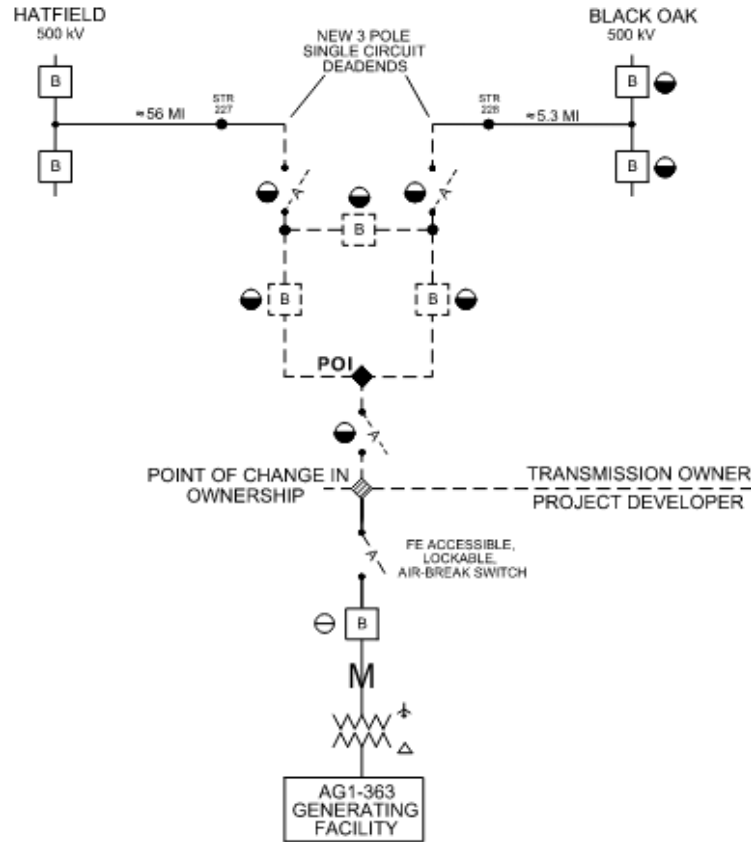 HATFIELD
500 kV
BLACK OAK
500 kV
NEW 3 POLE
SINGLE CIRCUIT
DEADENDS
B
B
≈56 MI
STR
227
STR
228
≈5.3 MI
B
B
A
A
B
B
B
POI
A
POINT OF CHANGE IN
OWNERSHIP
TRANSMISSION OWNER
PROJECT DEVELOPER
A
FE ACCESSIBLE,
LOCKABLE,
AIR-BREAK SWITCH
B
M
AG1-363
GENERATING
FACILITY